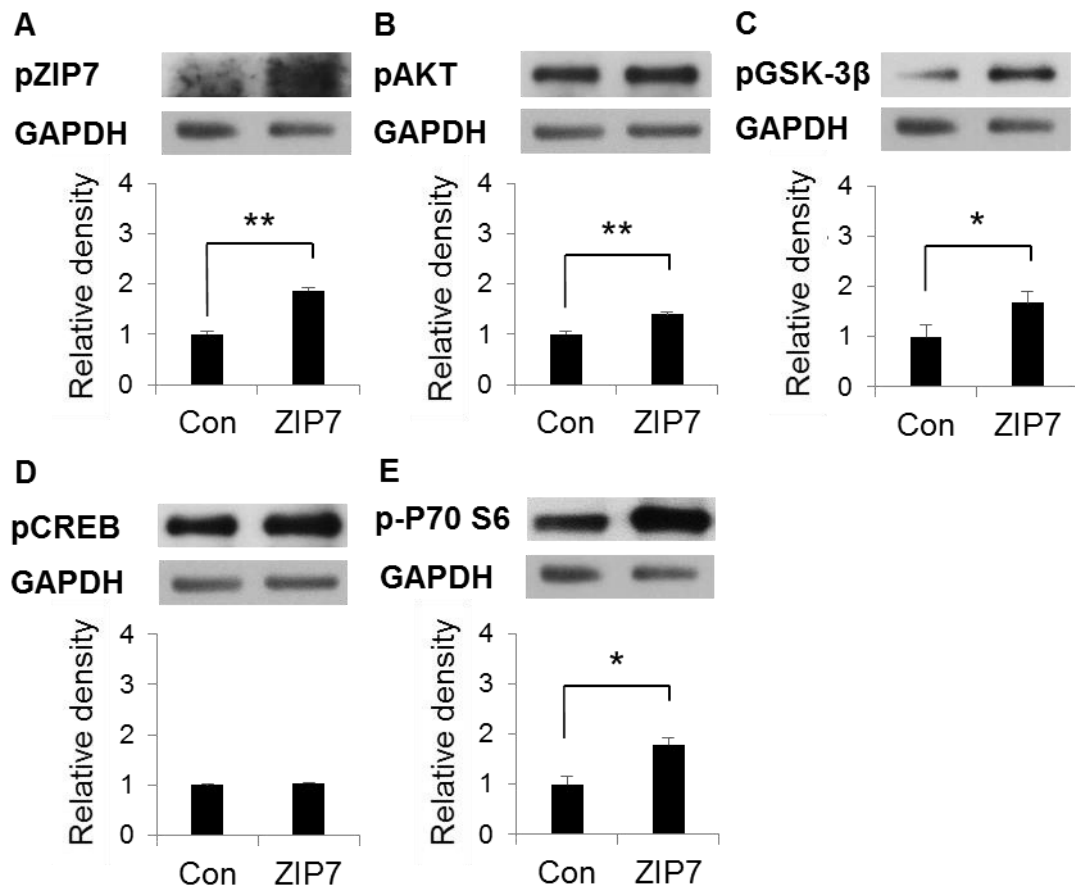 A
pZIP7
GAPDH
Relative density
4
3
2
1
0
**
Con ZIP7
B
pAKT
GAPDH
Relative density
4
3
2
1
0
**
Con ZIP7
C
pGSK-3β
GAPDH
Relative density
4
3
2
1
0
*
Con ZIP7
D
pCREB
GAPDH
Relative density
4
3
2
1
0
Con ZIP7
E
p-P70 S6
GAPDH
Relative density
4
3
2
1
0
*
Con ZIP7